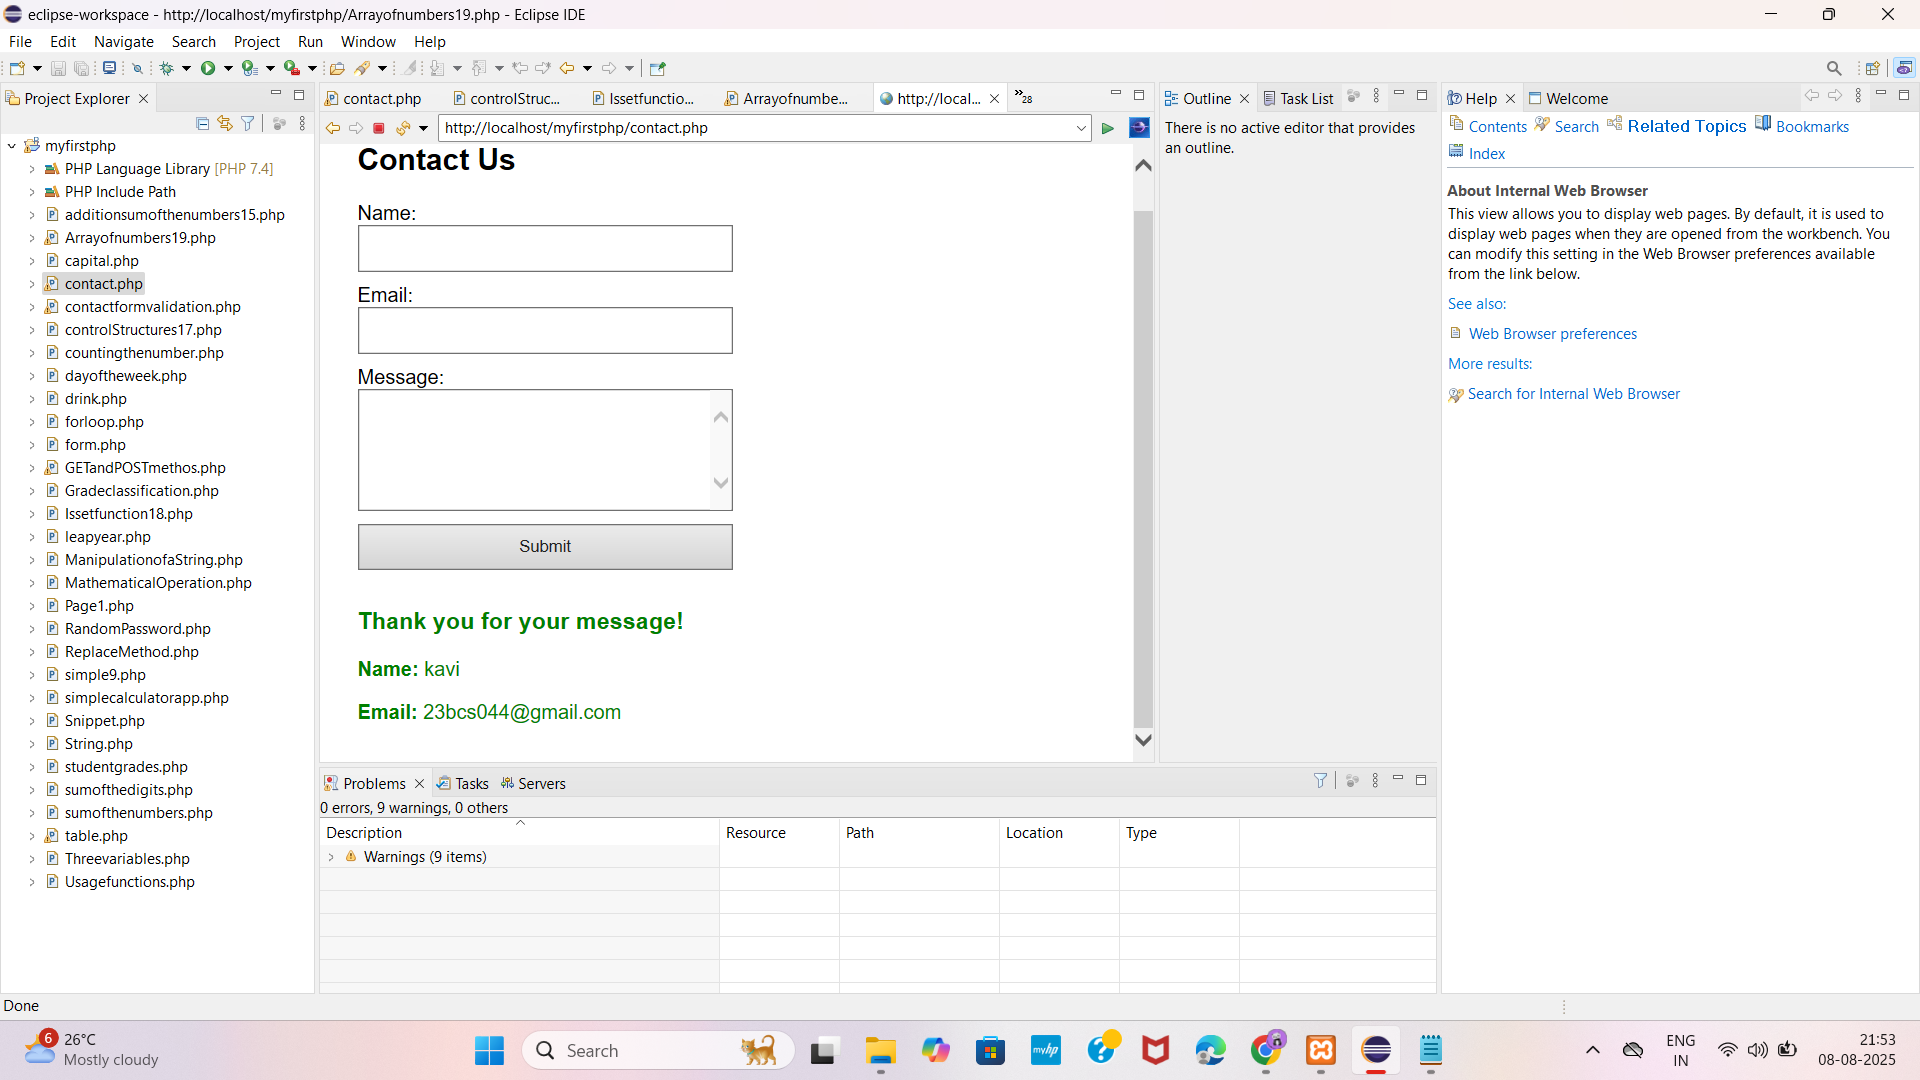 eclipse-workspace - http://localhost/myfirstphp/Arrayofnumbers19.php - Eclipse IDE
File Edit Navigate Search Project Run Window Help
Project Explorer
myfirstphp
PHP Language Library [PHP 7.4]
PHP Include Path
additionsumofthenumbers15.php
Arrayofnumbers19.php
capital.php
contact.php
contactformvalidation.php
controlStructures17.php
countingthenumber.php
dayoftheweek.php
drink.php
forloop.php
form.php
GETandPOSTmethos.php
Gradeclassification.php
Issetfunction18.php
leapyear.php
ManipulationofaString.php
MathematicalOperation.php
Page1.php
RandomPassword.php
ReplaceMethod.php
simple9.php
simplecalculatorapp.php
Snippet.php
String.php
studentgrades.php
sumofthedigits.php
sumofthenumbers.php
table.php
Threevariables.php
Usagefunctions.php
contact.php controlStruc... Issetfunctio... Arrayofnumbe... http://local... »28
http://localhost/myfirstphp/contact.php
Contact Us
Name:
Email:
Message:
Submit
Thank you for your message!
Name: kavi
Email: 23bcs044@gmail.com
Problems Tasks Servers
0 errors, 9 warnings, 0 others
Description Resource Path Location Type
Warnings (9 items)
Outline Task List
There is no active editor that provides
an outline.
Help Welcome
Contents Search Related Topics Bookmarks
Index
About Internal Web Browser
This view allows you to display web pages. By default, it is used to
display web pages when they are opened from the workbench. You
can modify this setting in the Web Browser preferences available
from the link below.
See also:
Web Browser preferences
More results:
Search for Internal Web Browser
Done
6
26°C
Mostly cloudy
Search
myhp
ENG
IN
21:53
08-08-2025